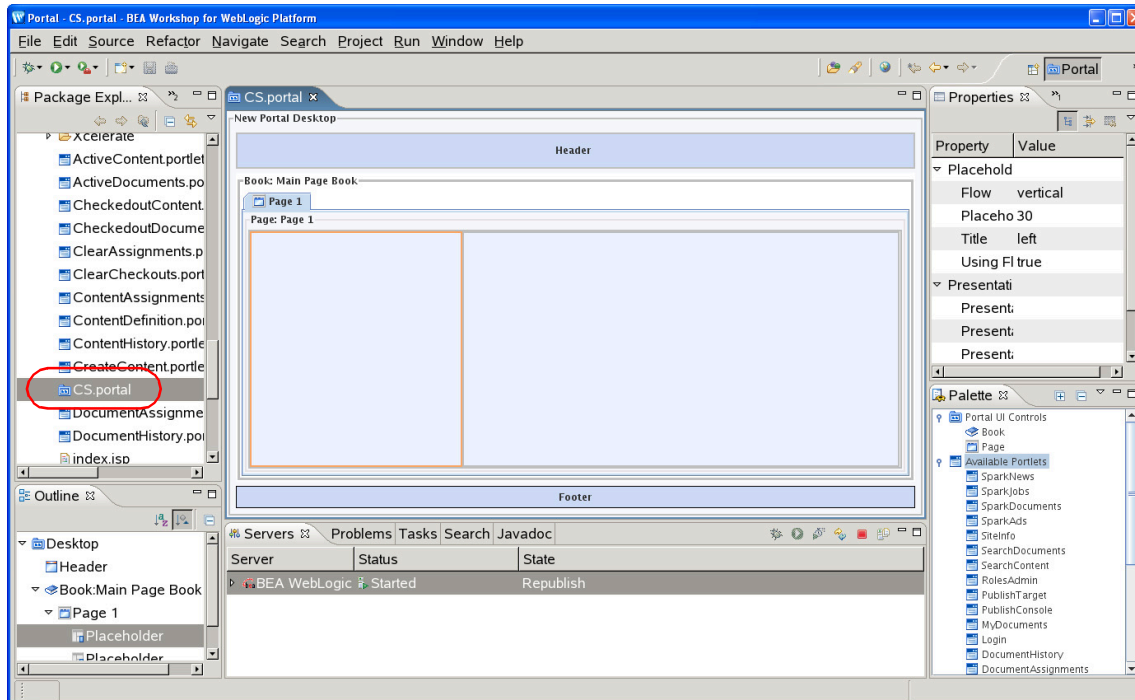 Portal - CS.portal - BEA Workshop for WebLogic Platform
File Edit Source Refactor Navigate Search Project Run Window Help
Portal
Package Expl...
Xcelerate
ActiveContent.portlet
ActiveDocuments.po
CheckedoutContent.
CheckedoutDocume
ClearAssignments.p
ClearCheckouts.port
ContentAssignments
ContentDefinition.por
ContentHistory.portle
CreateContent.portle
CS.portal
DocumentAssignme
DocumentHistory.por
index.jsp
Outline
Desktop
Header
Book:Main Page Book
Page 1
Placeholder
Placeholder
CS.portal
New Portal Desktop
Header
Book: Main Page Book
Page 1
Page: Page 1
Footer
Servers Problems Tasks Search Javadoc
Server Status State
BEA WebLogic Started Republish
Properties
Property Value
Placehold
Flow vertical
Placeho 30
Title left
Using Fl true
Presentati
Presenta
Presenta
Presenta
Palette
Portal UI Controls
Book
Page
Available Portlets
SparkNews
SparkJobs
SparkDocuments
SparkAds
SiteInfo
SearchDocuments
SearchContent
RolesAdmin
PublishTarget
PublishConsole
MyDocuments
Login
DocumentHistory
DocumentAssignments